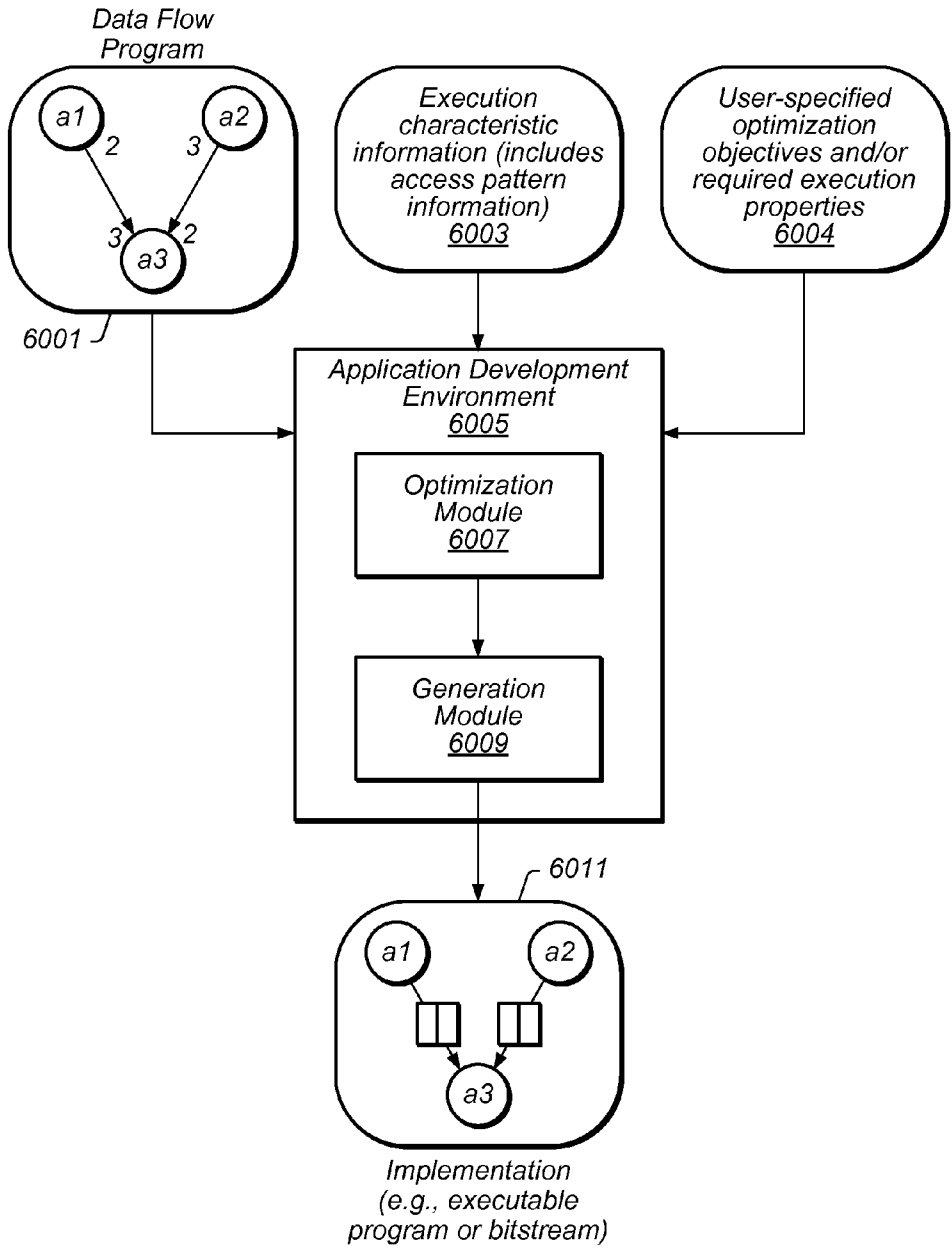 Data Flow
Program
a1
a2
2
3
3
2
a3
6001
Execution
characteristic
information (includes
access pattern
information)
6003
User-specified
optimization
objectives and/or
required execution
properties
6004
Application Development
Environment
6005
Optimization
Module
6007
Generation
Module
6009
6011
a1
a2
a3
Implementation
(e.g., executable
program or bitstream)